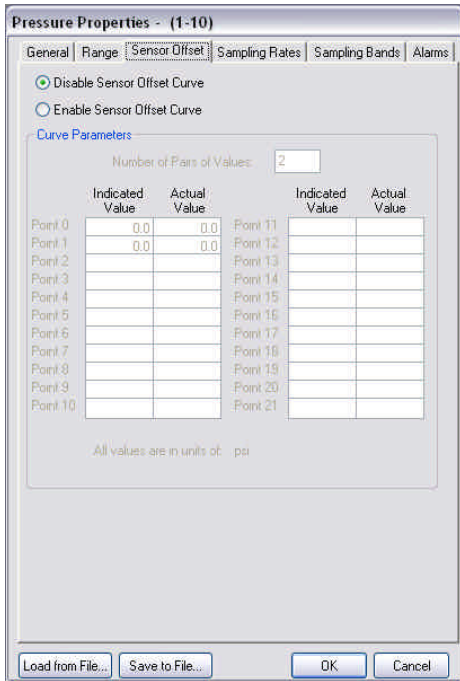 Pressure Properties - (1-10)
General Range Sensor Offset Sampling Rates Sampling Bands Alarms
Disable Sensor Offset Curve
Enable Sensor Offset Curve
Curve Parameters
Number of Pairs of Values: 2
Indicated Value Actual Value Indicated Value Actual Value
Point 0 0.0 0.0 Point 11
Point 1 0.0 0.0 Point 12
Point 2 Point 13
Point 3 Point 14
Point 4 Point 15
Point 5 Point 16
Point 6 Point 17
Point 7 Point 18
Point 8 Point 19
Point 9 Point 20
Point 10 Point 21
All values are in units of: psi
Load from File... Save to File... OK Cancel